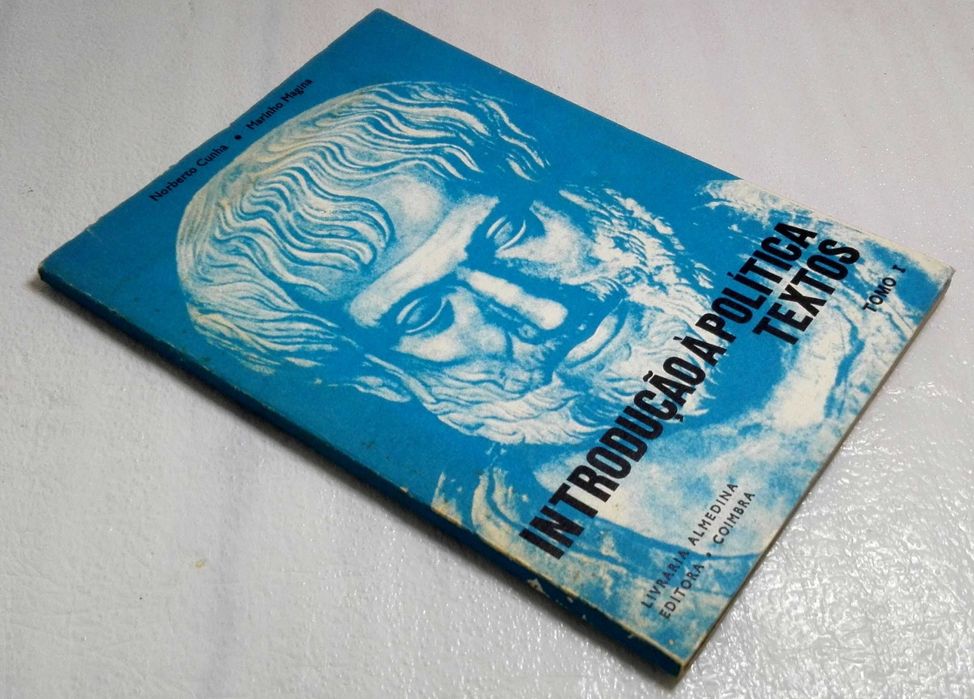 Norberto Cunha • Marinho Magina
INTRODUÇÃO À POLÍTICA
TEXTOS
TOMO I
LIVRARIA ALMEDINA
EDITORA • COIMBRA